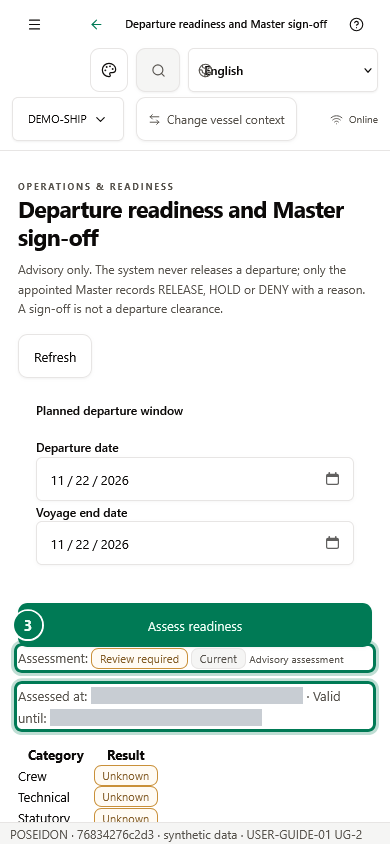 Departure readiness and Master sign-off
English
DEMO-SHIP
Change vessel context
Online
OPERATIONS & READINESS
Departure readiness and Master
sign-off
Advisory only. The system never releases a departure; only the
appointed Master records RELEASE, HOLD or DENY with a reason.
A sign-off is not a departure clearance.
Refresh
Planned departure window
Departure date
11 / 22 / 2026
Voyage end date
11 / 22 / 2026
3
Assess readiness
Assessment: Review required Current Advisory assessment
Assessed at: · Valid
until:
Category Result
Crew Unknown
Technical Unknown
Statutory Unknown
POSEIDON · 76834276c2d3 · synthetic data · USER-GUIDE-01 UG-2